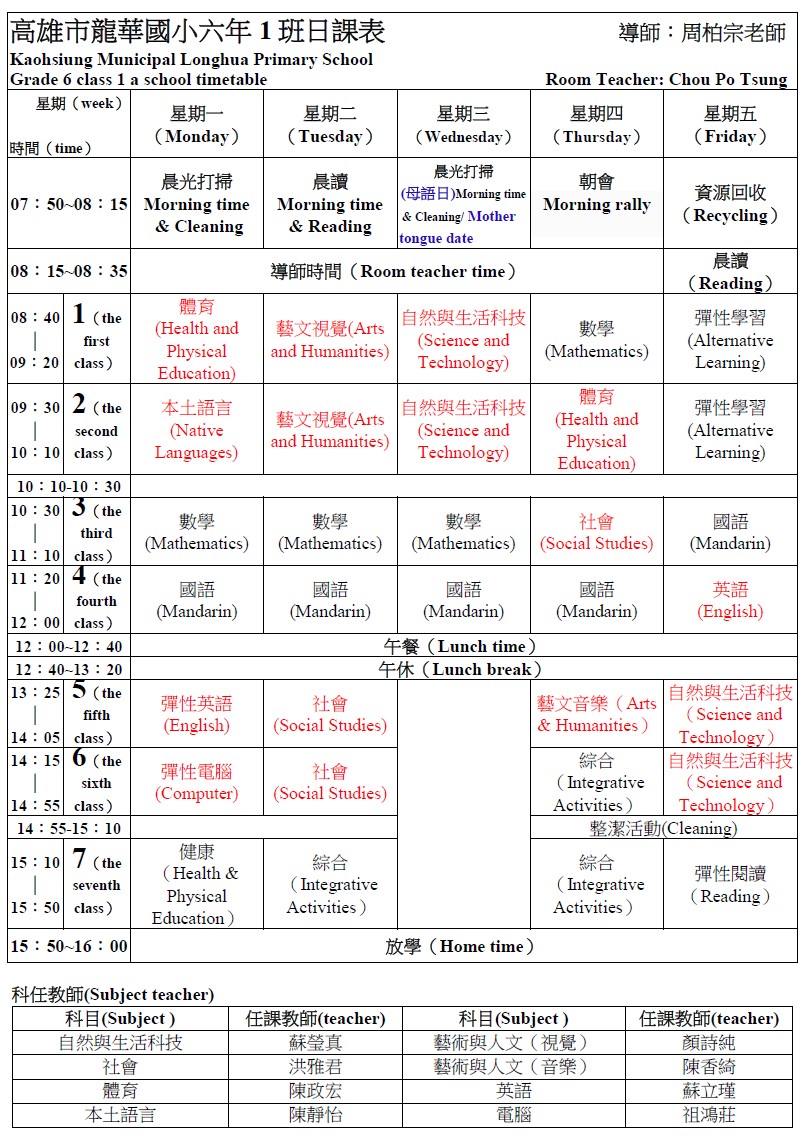 高雄市龍華國小六年1班日課表 導師：周柏宗老師
Kaohsiung Municipal Longhua Primary School
Grade 6 class 1 a school timetable Room Teacher: Chou Po Tsung
星期（week）
時間（time）
星期一
（Monday）
星期二
（Tuesday）
星期三
（Wednesday）
星期四
（Thursday）
星期五
（Friday）
07：50~08：15
晨光打掃
Morning time
& Cleaning
晨讀
Morning time
& Reading
晨光打掃
(母語日)Morning time
& Cleaning/ Mother
tongue date
朝會
Morning rally
資源回收
（Recycling）
08：15~08：35
導師時間（Room teacher time）
晨讀
（Reading）
08：40
｜
09：20
1（the
first
class）
體育
(Health and
Physical
Education)
藝文視覺(Arts
and Humanities)
自然與生活科技
(Science and
Technology)
數學
(Mathematics)
彈性學習
(Alternative
Learning)
09：30
｜
10：10
2（the
second
class）
本土語言
(Native
Languages)
藝文視覺(Arts
and Humanities)
自然與生活科技
(Science and
Technology)
體育
(Health and
Physical
Education)
彈性學習
(Alternative
Learning)
10：10-10：30
10：30
｜
11：10
3（the
third
class）
數學
(Mathematics)
數學
(Mathematics)
數學
(Mathematics)
社會
(Social Studies)
國語
(Mandarin)
11：20
｜
12：00
4（the
fourth
class）
國語
(Mandarin)
國語
(Mandarin)
國語
(Mandarin)
國語
(Mandarin)
英語
(English)
12：00~12：40
午餐（Lunch time）
12：40~13：20
午休（Lunch break）
13：25
｜
14：05
5（the
fifth
class）
彈性英語
(English)
社會
(Social Studies)
藝文音樂（Arts
& Humanities）
自然與生活科技
（Science and
Technology）
14：15
｜
14：55
6（the
sixth
class）
彈性電腦
(Computer)
社會
(Social Studies)
綜合
（Integrative
Activities）
自然與生活科技
（Science and
Technology）
14：55-15：10
整潔活動(Cleaning)
15：10
｜
15：50
7（the
seventh
class）
健康
（Health &
Physical
Education）
綜合
（Integrative
Activities）
綜合
（Integrative
Activities）
彈性閱讀
（Reading）
15：50~16：00
放學（Home time）
科任教師(Subject teacher)
科目(Subject ) 任課教師(teacher) 科目(Subject ) 任課教師(teacher)
自然與生活科技 蘇瑩真 藝術與人文（視覺） 顏詩純
社會 洪雅君 藝術與人文（音樂） 陳香綺
體育 陳政宏 英語 蘇立瑾
本土語言 陳靜怡 電腦 祖鴻莊